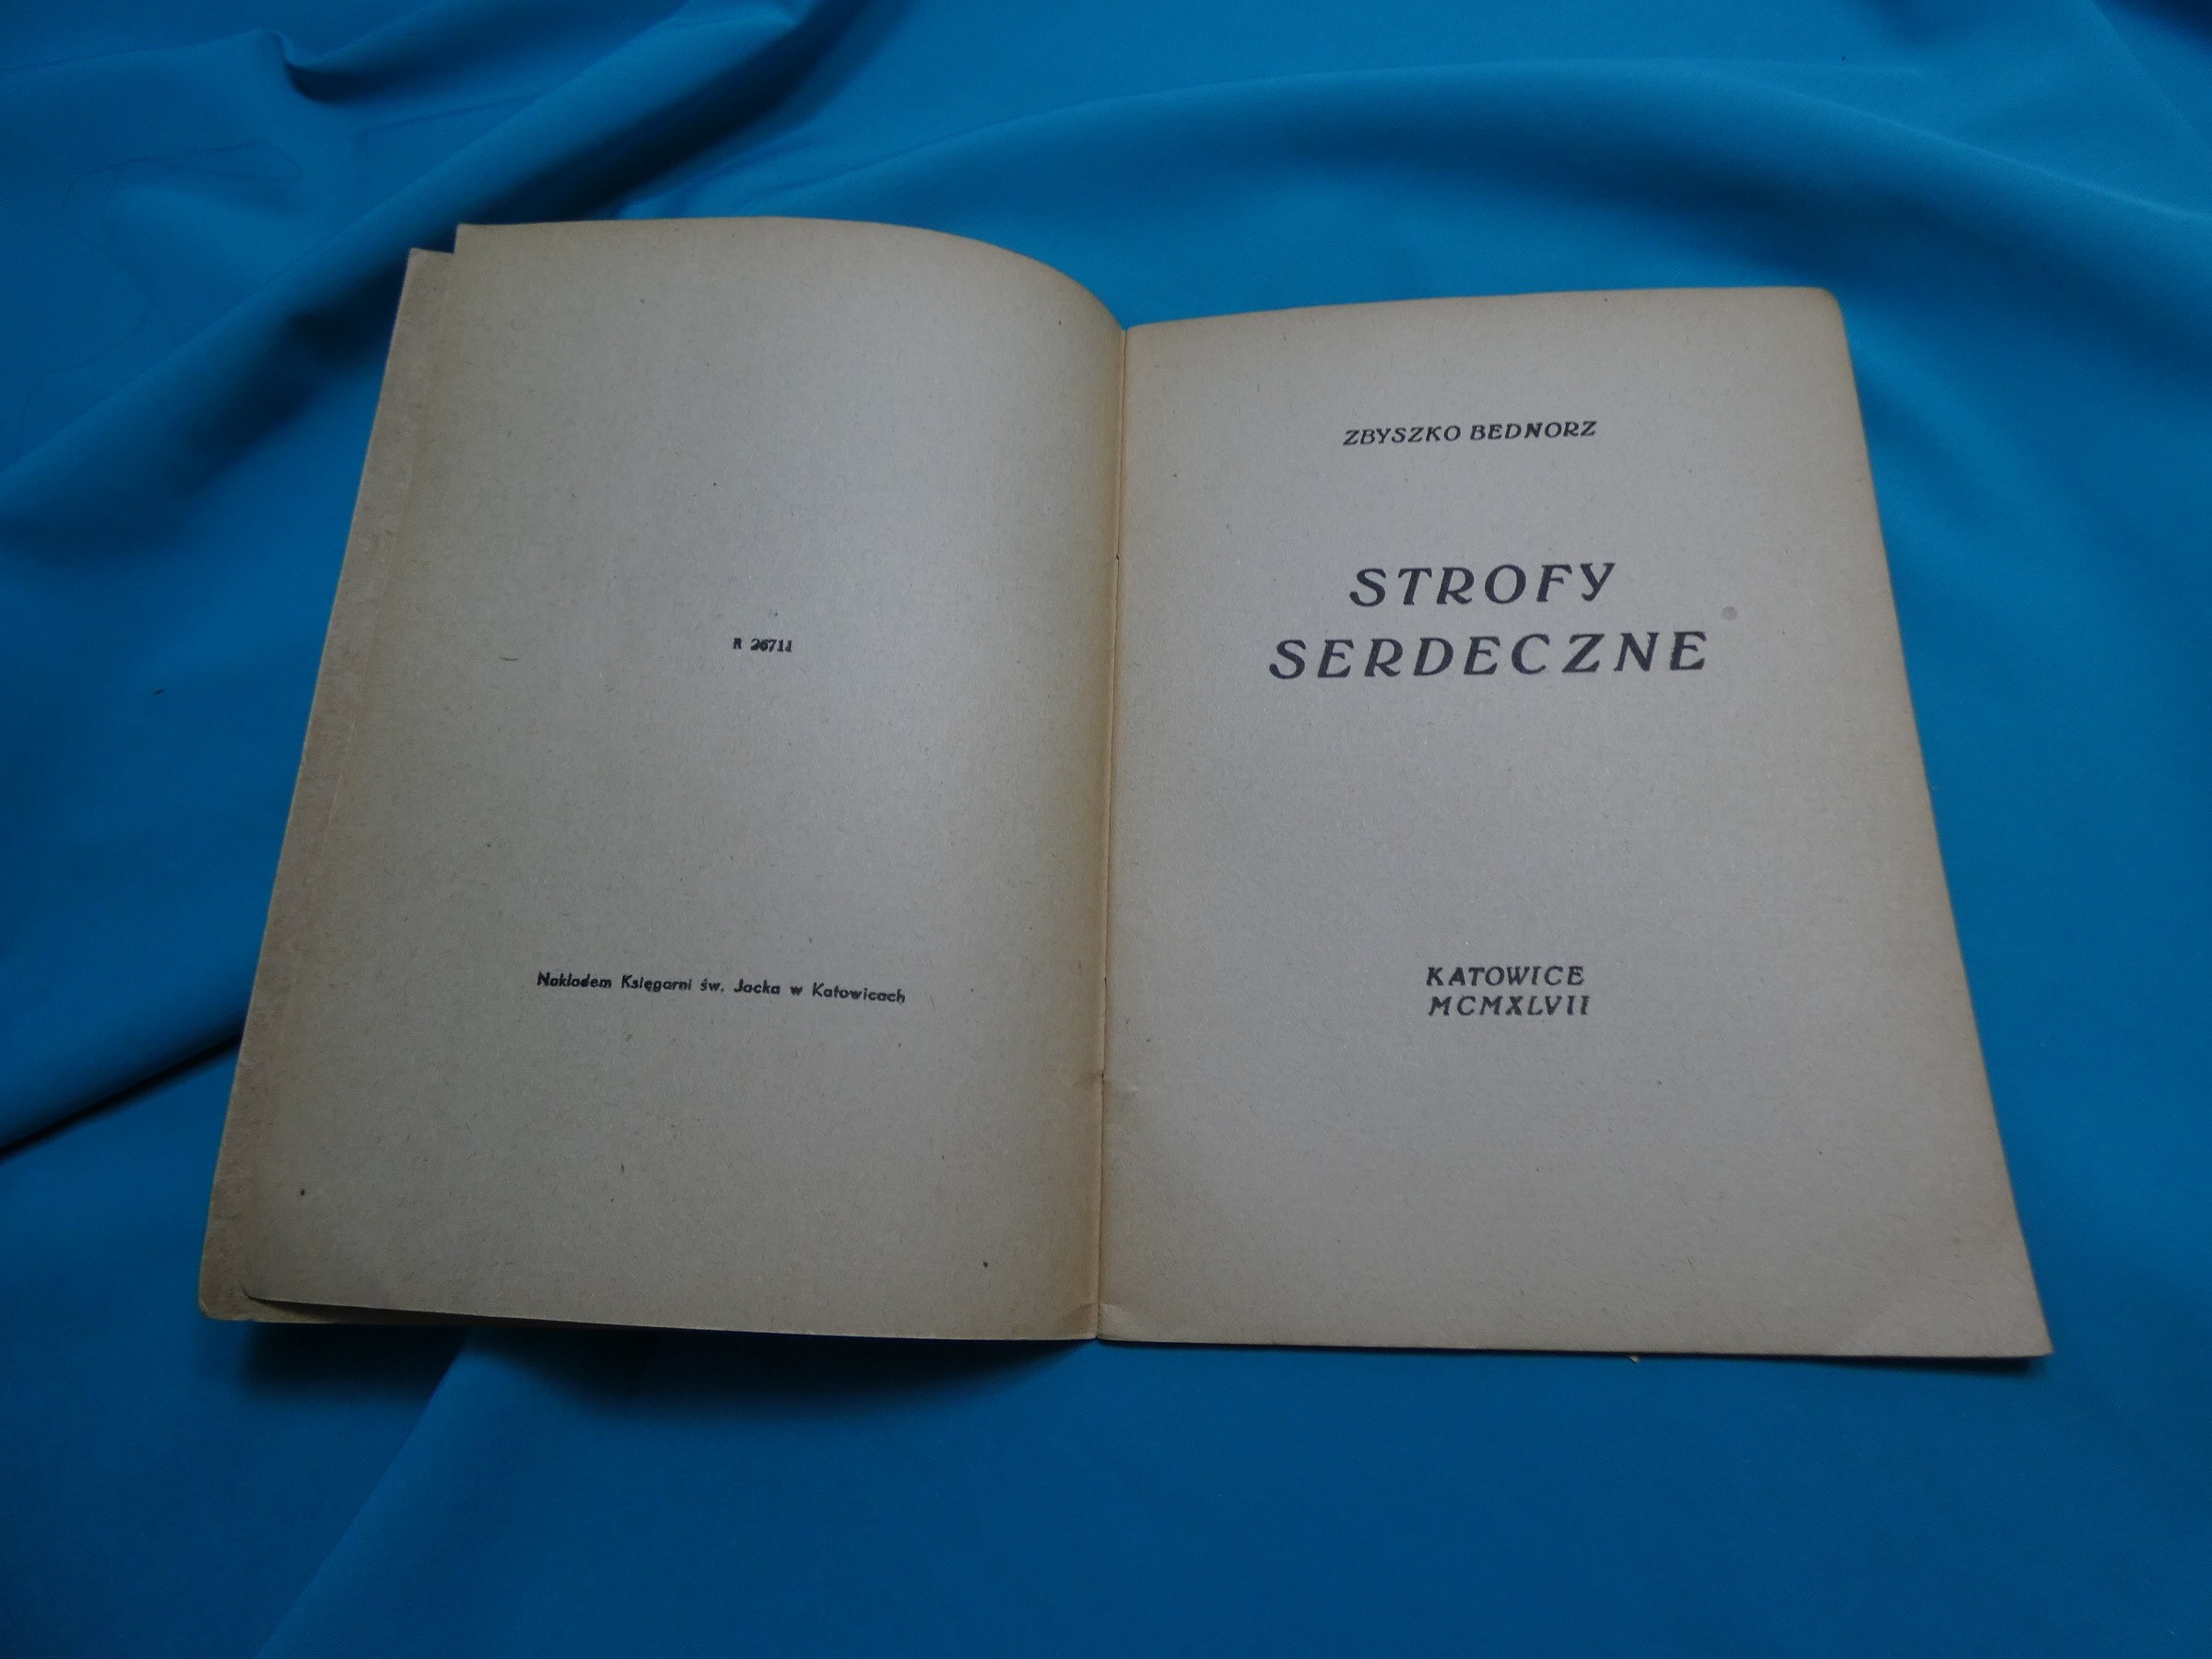 R 26711
Nakładem Księgarni św. Jacka w Katowicach
ZBYSZKO BEDNORZ
STROFY
SERDECZNE
KATOWICE
MCMXLVII